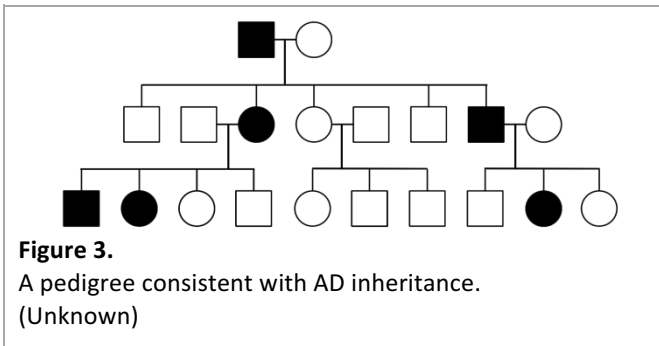 Figure 3.
A pedigree consistent with AD inheritance.
(Unknown)